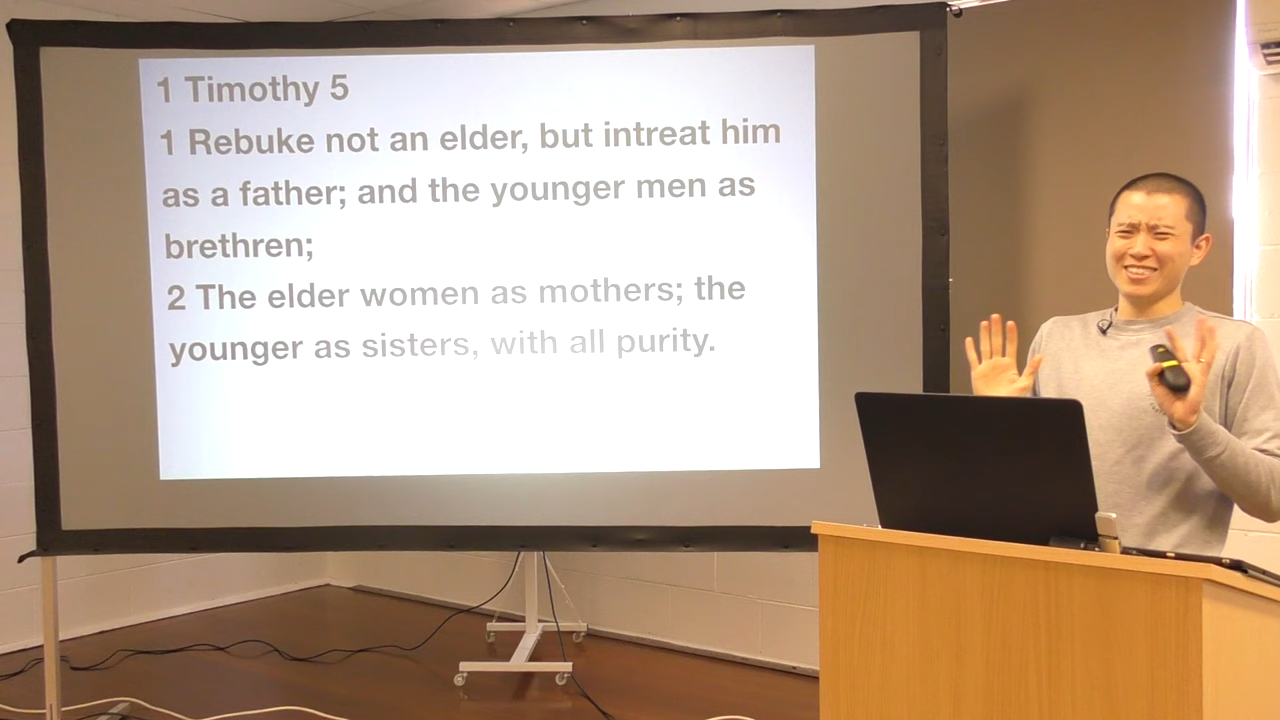 1 Timothy 5
1 Rebuke not an elder, but intreat him
as a father; and the younger men as
brethren;
2 The elder women as mothers; the
younger as sisters, with all purity.